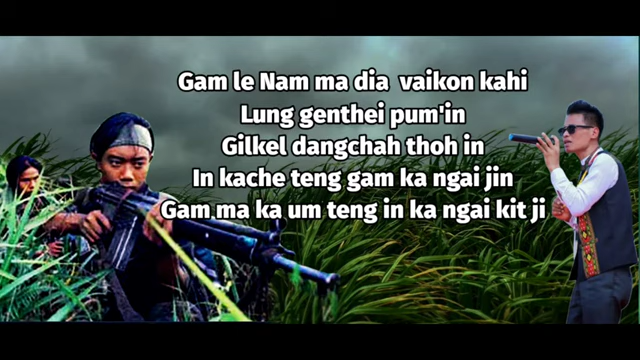 Gam le Nam ma dia vaikon kahi
Lung genthei pum'in
Gilkel dangchah thoh in
In kache teng gam ka ngai jin
Gam ma ka um teng in ka ngai kit ji